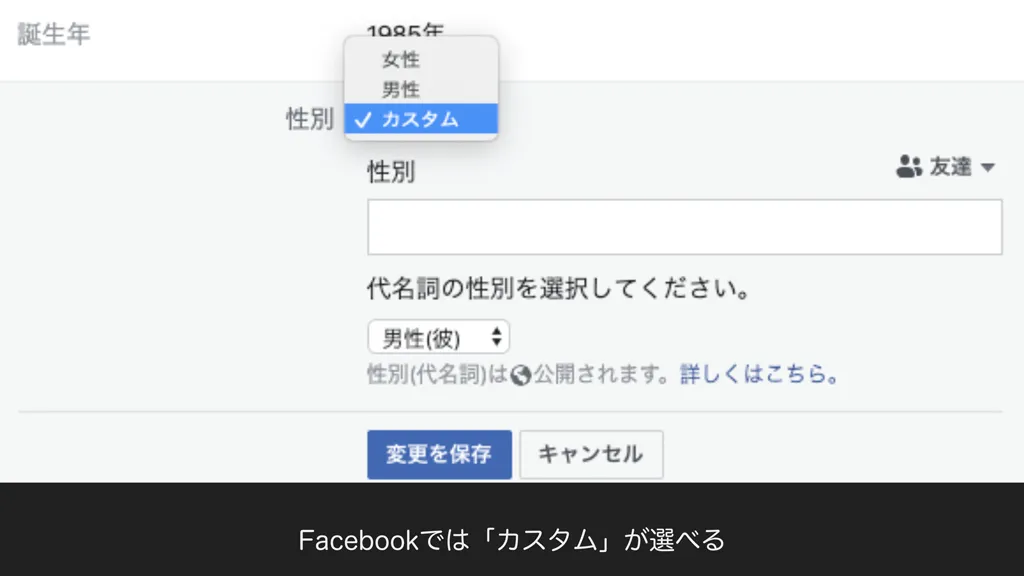 誕生年
1985年
女性
男性
性別
✓ カスタム
性別
友達
代名詞の性別を選択してください。
男性(彼)
性別(代名詞)は公開されます。詳しくはこちら。
変更を保存
キャンセル
Facebookでは「カスタム」が選べる